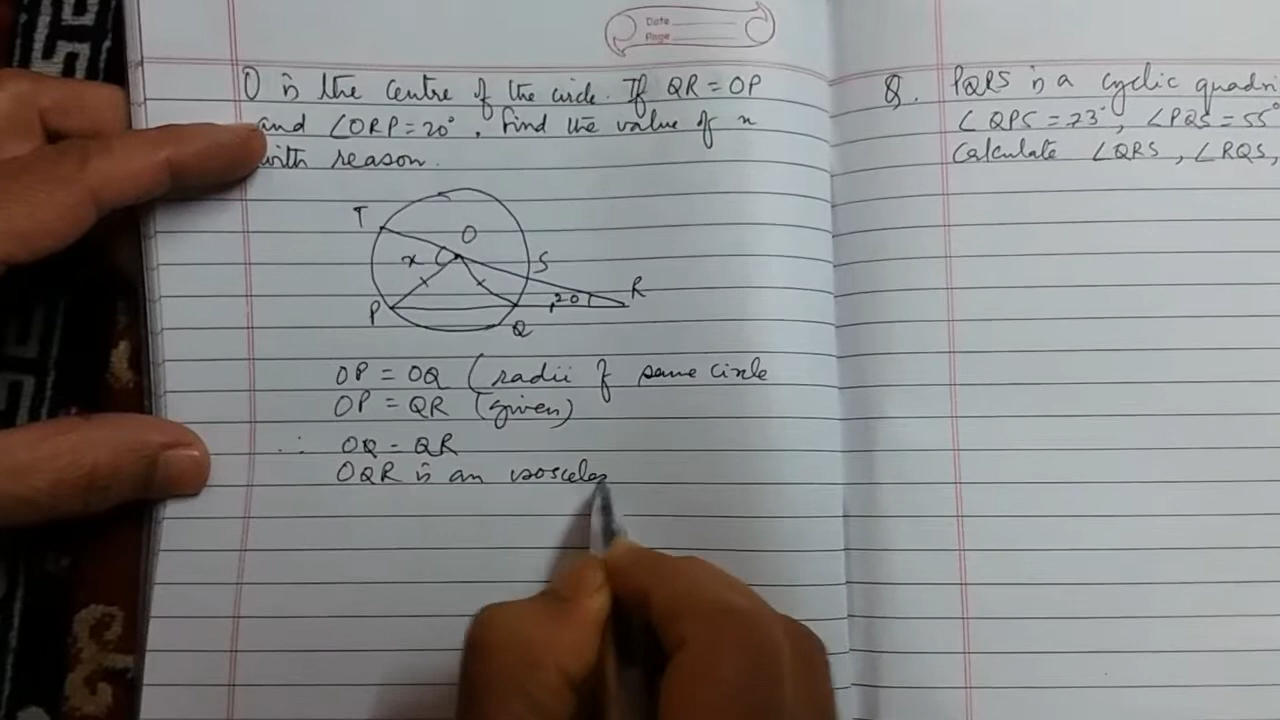 Date
Page
O is the centre of the circle. If QR = OP
and ∠ORP = 20°, find the value of x
with reason.
T
O
x
S
R
20
P
Q
OP = OQ (radii of same circle
OP = QR (given)
∴ OQ = QR
OQR is an isosceles
Q. PQRS is a cyclic quadri
∠QPS = 73°, ∠PQS = 55°
Calculate ∠QRS, ∠RQS,